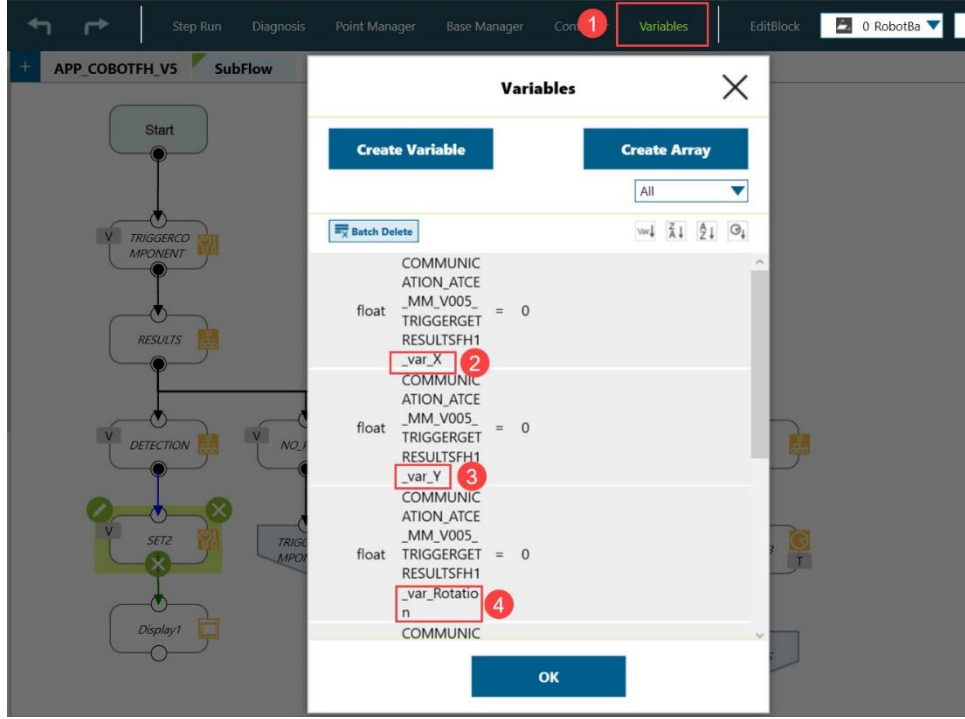 Step Run Diagnosis Point Manager Base Manager Con 1 Variables EditBlock 0 RobotBa
+ APP_COBOTFH_V5 SubFlow
Variables
Start
Create Variable Create Array
All
Batch Delete
V TRIGGERCO
MPONENT
RESULTS
V DETECTION
V NO_
V SET2
TRIGG
MPO
Display1
3
T
COMMUNIC
ATION_ATCE
_MM_V005_
float TRIGGERGET = 0
RESULTSFH1
_var_X 2
COMMUNIC
ATION_ATCE
_MM_V005_
float TRIGGERGET = 0
RESULTSFH1
_var_Y 3
COMMUNIC
ATION_ATCE
_MM_V005_
float TRIGGERGET = 0
RESULTSFH1
_var_Rotatio
n 4
COMMUNIC
OK